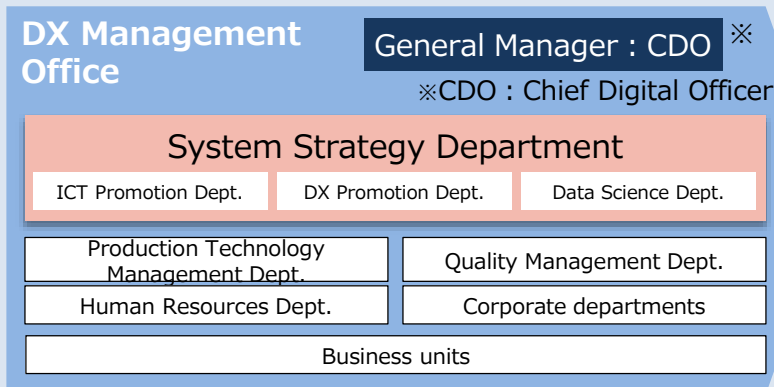 DX Management
Office
General Manager : CDO ※
※CDO : Chief Digital Officer
System Strategy Department
ICT Promotion Dept.
DX Promotion Dept.
Data Science Dept.
Production Technology
Management Dept.
Quality Management Dept.
Human Resources Dept.
Corporate departments
Business units